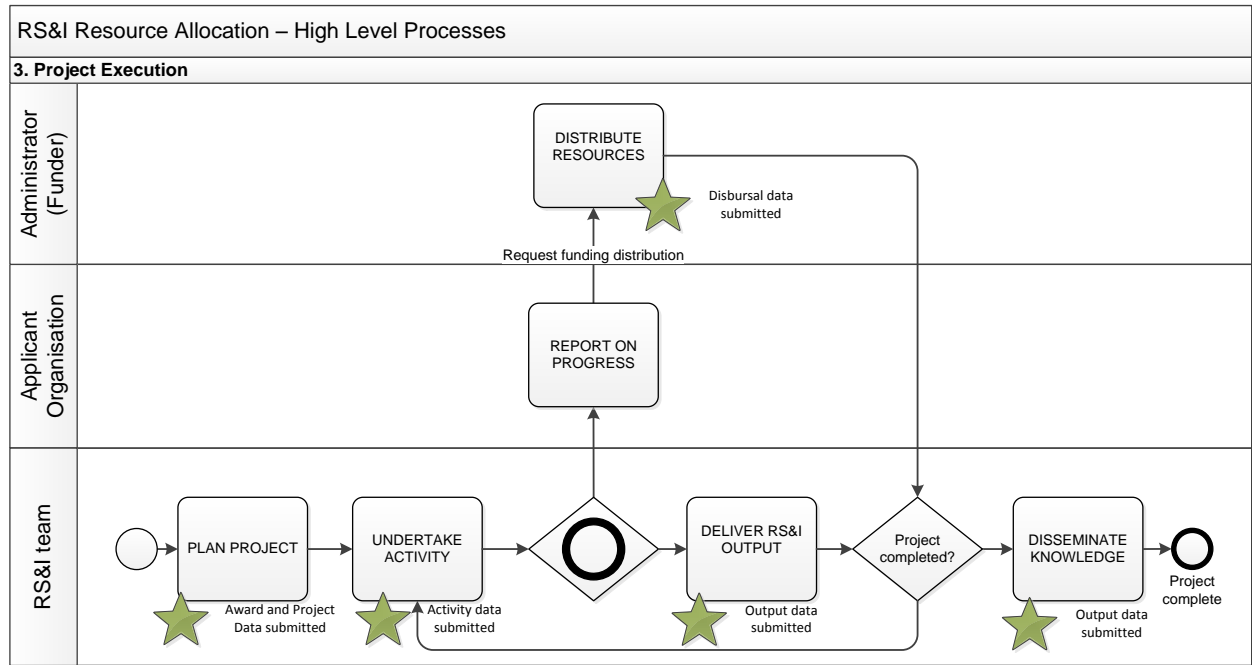 RS&I Resource Allocation – High Level Processes
3. Project Execution
Administrator
(Funder)
DISTRIBUTE
RESOURCES
Disbursal data
submitted
Request funding distribution
Applicant
Organisation
REPORT ON
PROGRESS
RS&I team
PLAN PROJECT
Award and Project
Data submitted
UNDERTAKE
ACTIVITY
Activity data
submitted
DELIVER RS&I
OUTPUT
Output data
submitted
Project
completed?
DISSEMINATE
KNOWLEDGE
Output data
submitted
Project
complete